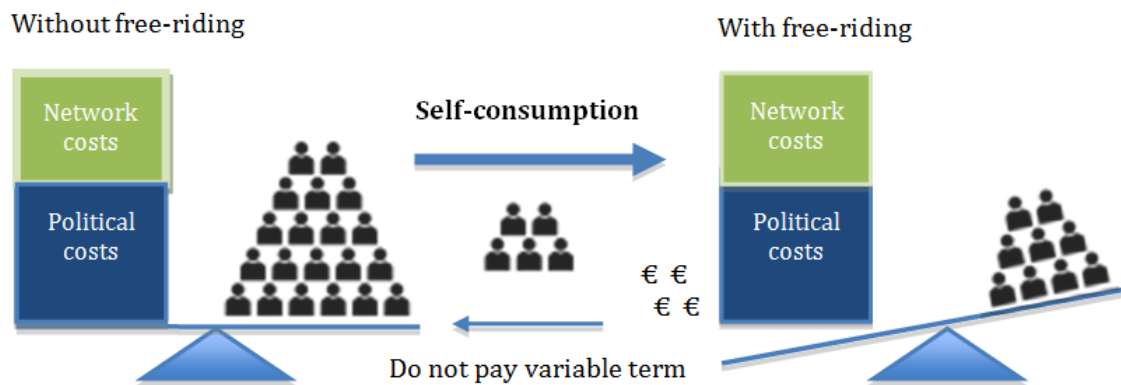 Without free-riding
With free-riding
Network
costs
Political
costs
Self-consumption
€ €
€ €
Do not pay variable term
Network
costs
Political
costs